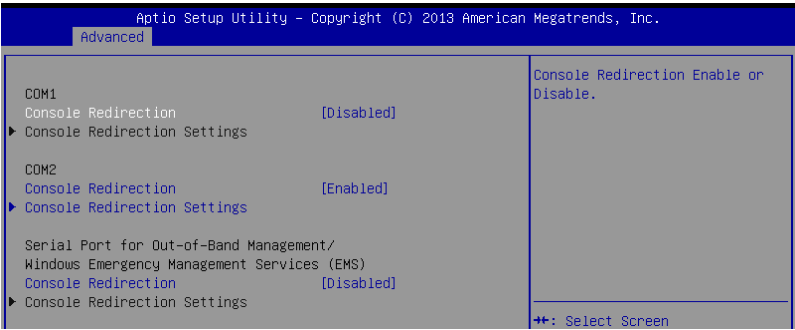 Aptio Setup Utility – Copyright (C) 2013 American Megatrends, Inc.
Advanced
COM1
Console Redirection [Disabled]
Console Redirection Settings
COM2
Console Redirection [Enabled]
Console Redirection Settings
Serial Port for Out-of-Band Management/
Windows Emergency Management Services (EMS)
Console Redirection [Disabled]
Console Redirection Settings
Console Redirection Enable or
Disable.
→←: Select Screen